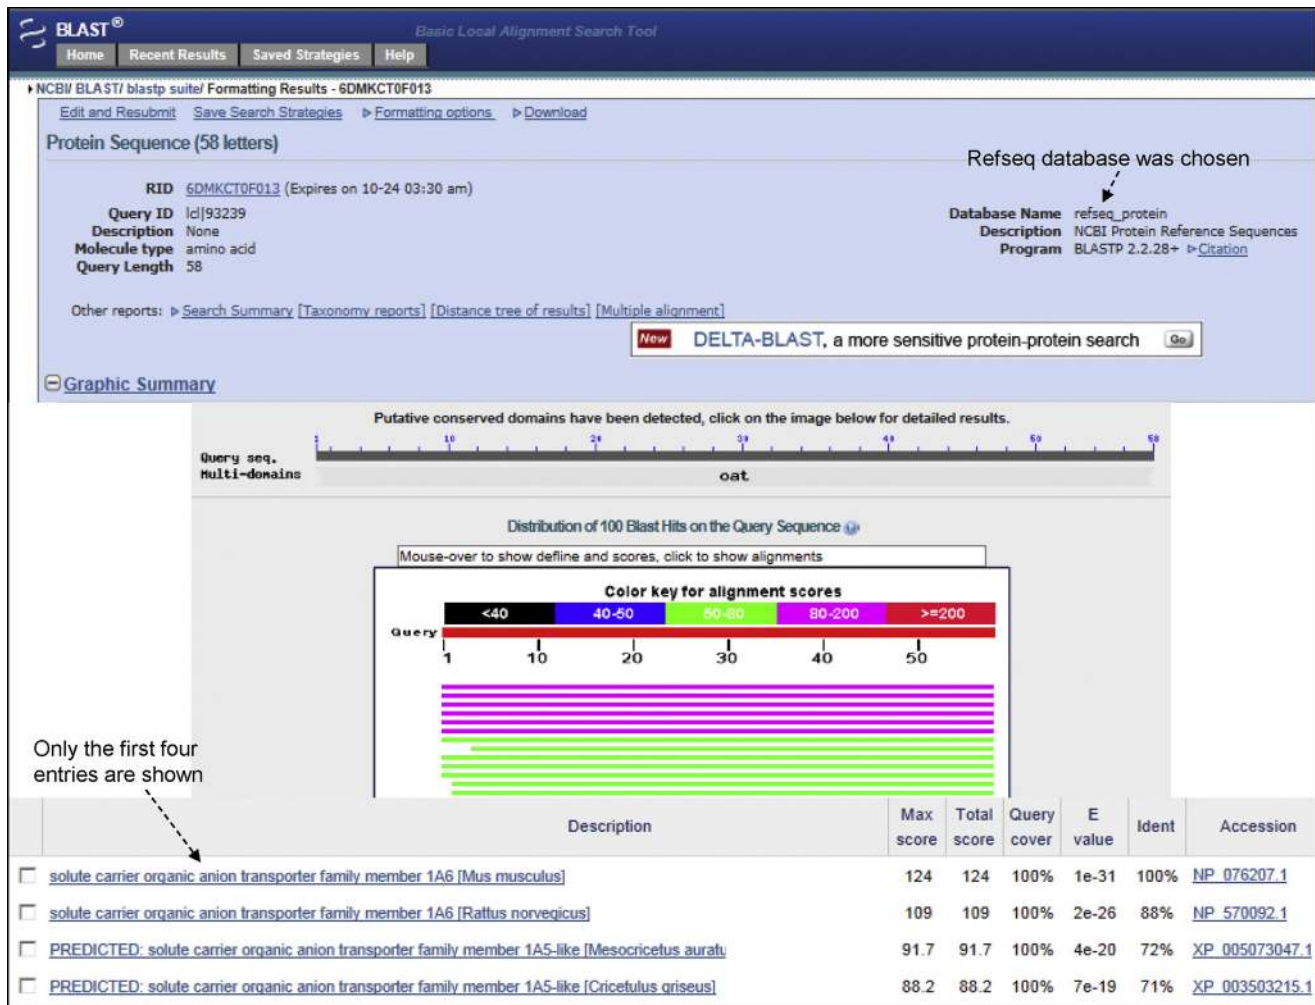 BLAST®
Basic Local Alignment Search Tool
Home Recent Results Saved Strategies Help
NCBI/ BLAST/ blastp suite/ Formatting Results - 6DMKCT0F013
Edit and Resubmit Save Search Strategies Formatting options Download
Protein Sequence (58 letters)
Refseq database was chosen
RID 6DMKCT0F013 (Expires on 10-24 03:30 am)
Query ID lcl|93239
Description None
Molecule type amino acid
Query Length 58
Database Name refseq_protein
Description NCBI Protein Reference Sequences
Program BLASTP 2.2.28+ Citation
Other reports: Search Summary [Taxonomy reports] [Distance tree of results] [Multiple alignment]
New DELTA-BLAST, a more sensitive protein-protein search Go
Graphic Summary
Putative conserved domains have been detected, click on the image below for detailed results.
1 10 20 30 40 50 58
Query seq.
Multi-domains oat
Distribution of 100 Blast Hits on the Query Sequence
Mouse-over to show defline and scores, click to show alignments
Color key for alignment scores
<40 40-50 50-80 80-200 >=200
Query
1 10 20 30 40 50
Only the first four
entries are shown
Description Max score Total score Query cover E value Ident Accession
solute carrier organic anion transporter family member 1A6 [Mus musculus] 124 124 100% 1e-31 100% NP_076207.1
solute carrier organic anion transporter family member 1A6 [Rattus norvegicus] 109 109 100% 2e-26 88% NP_570092.1
PREDICTED: solute carrier organic anion transporter family member 1A5-like [Mesocricetus auratu 91.7 91.7 100% 4e-20 72% XP_005073047.1
PREDICTED: solute carrier organic anion transporter family member 1A5-like [Cricetulus griseus] 88.2 88.2 100% 7e-19 71% XP_003503215.1